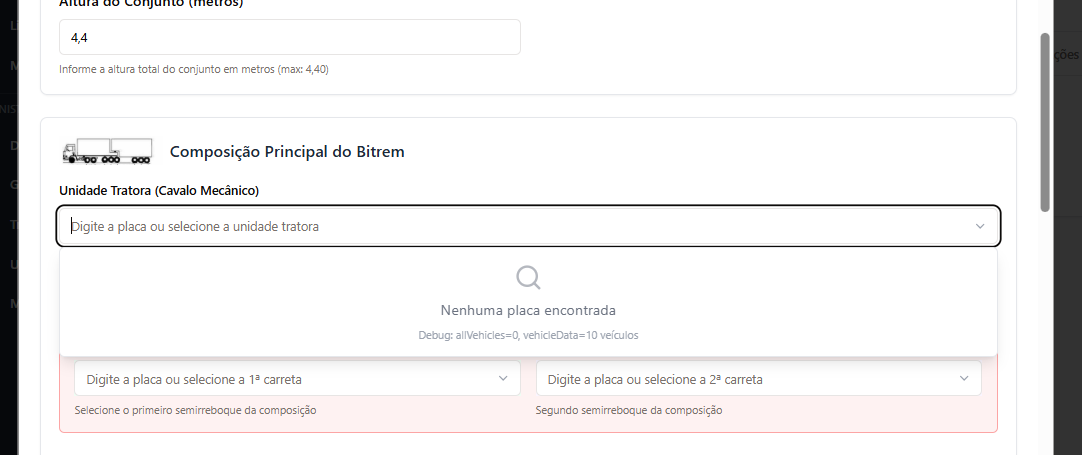 Altura do Conjunto (metros)
4,4
Informe a altura total do conjunto em metros (max: 4,40)
ções
Composição Principal do Bitrem
Unidade Tratora (Cavalo Mecânico)
Digite a placa ou selecione a unidade tratora
Nenhuma placa encontrada
Debug: allVehicles=0, vehicleData=10 veículos
Digite a placa ou selecione a 1ª carreta
Digite a placa ou selecione a 2ª carreta
Selecione o primeiro semirreboque da composição
Segundo semirreboque da composição